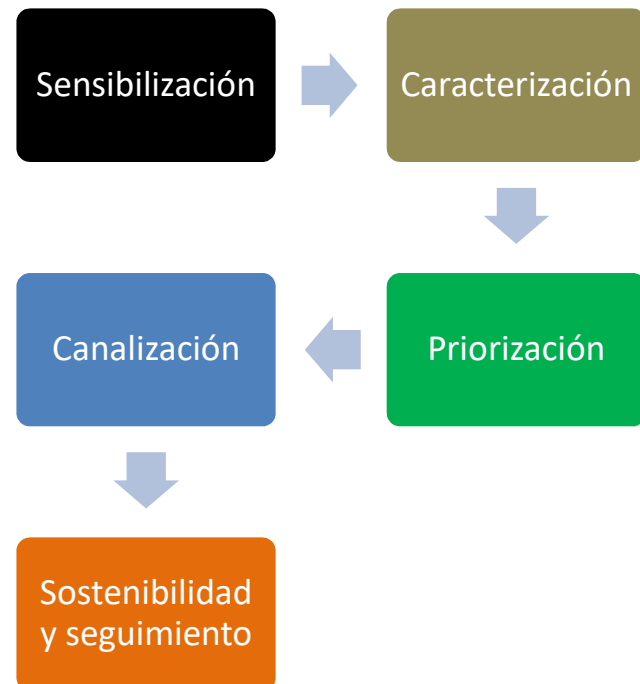 Sensibilización
Caracterización
Priorización
Canalización
Sostenibilidad
y seguimiento